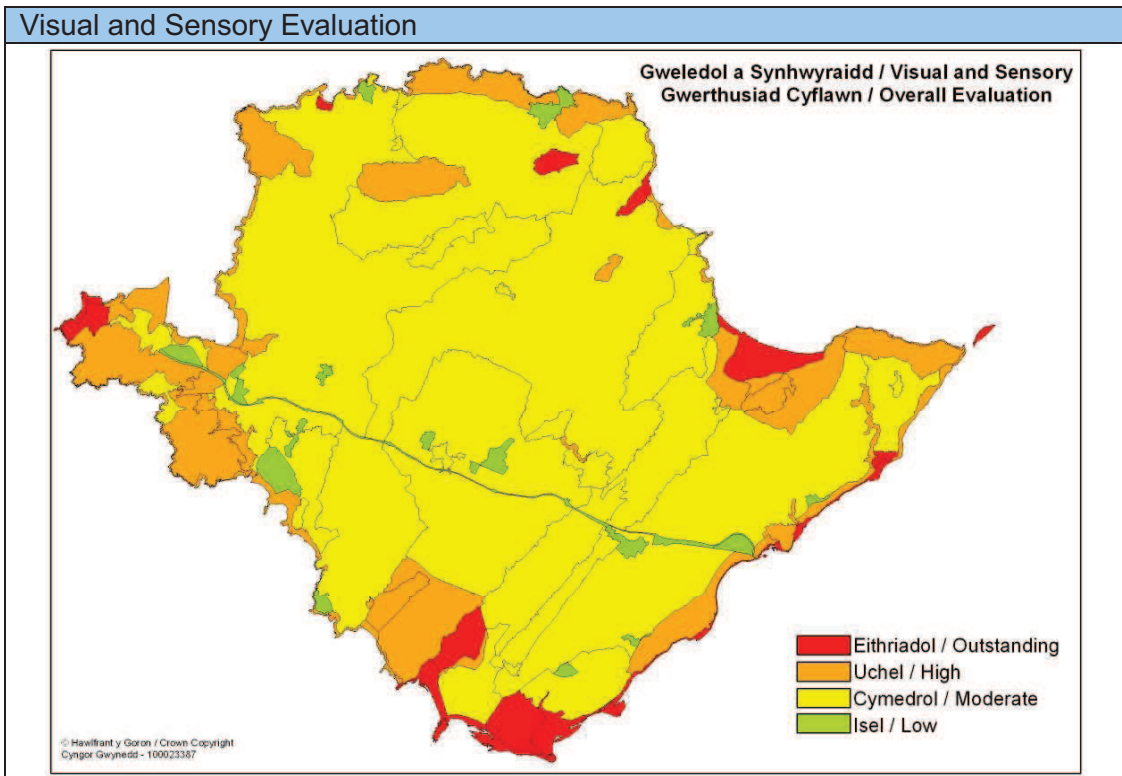 Visual and Sensory Evaluation
Gweledol a Synhwyraidd / Visual and Sensory
Gwerthusiad Cyflawn / Overall Evaluation
Eithriadol / Outstanding
Uchel / High
Cymedrol / Moderate
Isel / Low
© Hawlfraint y Goron / Crown Copyright
Cyngor Gwynedd - 100023387